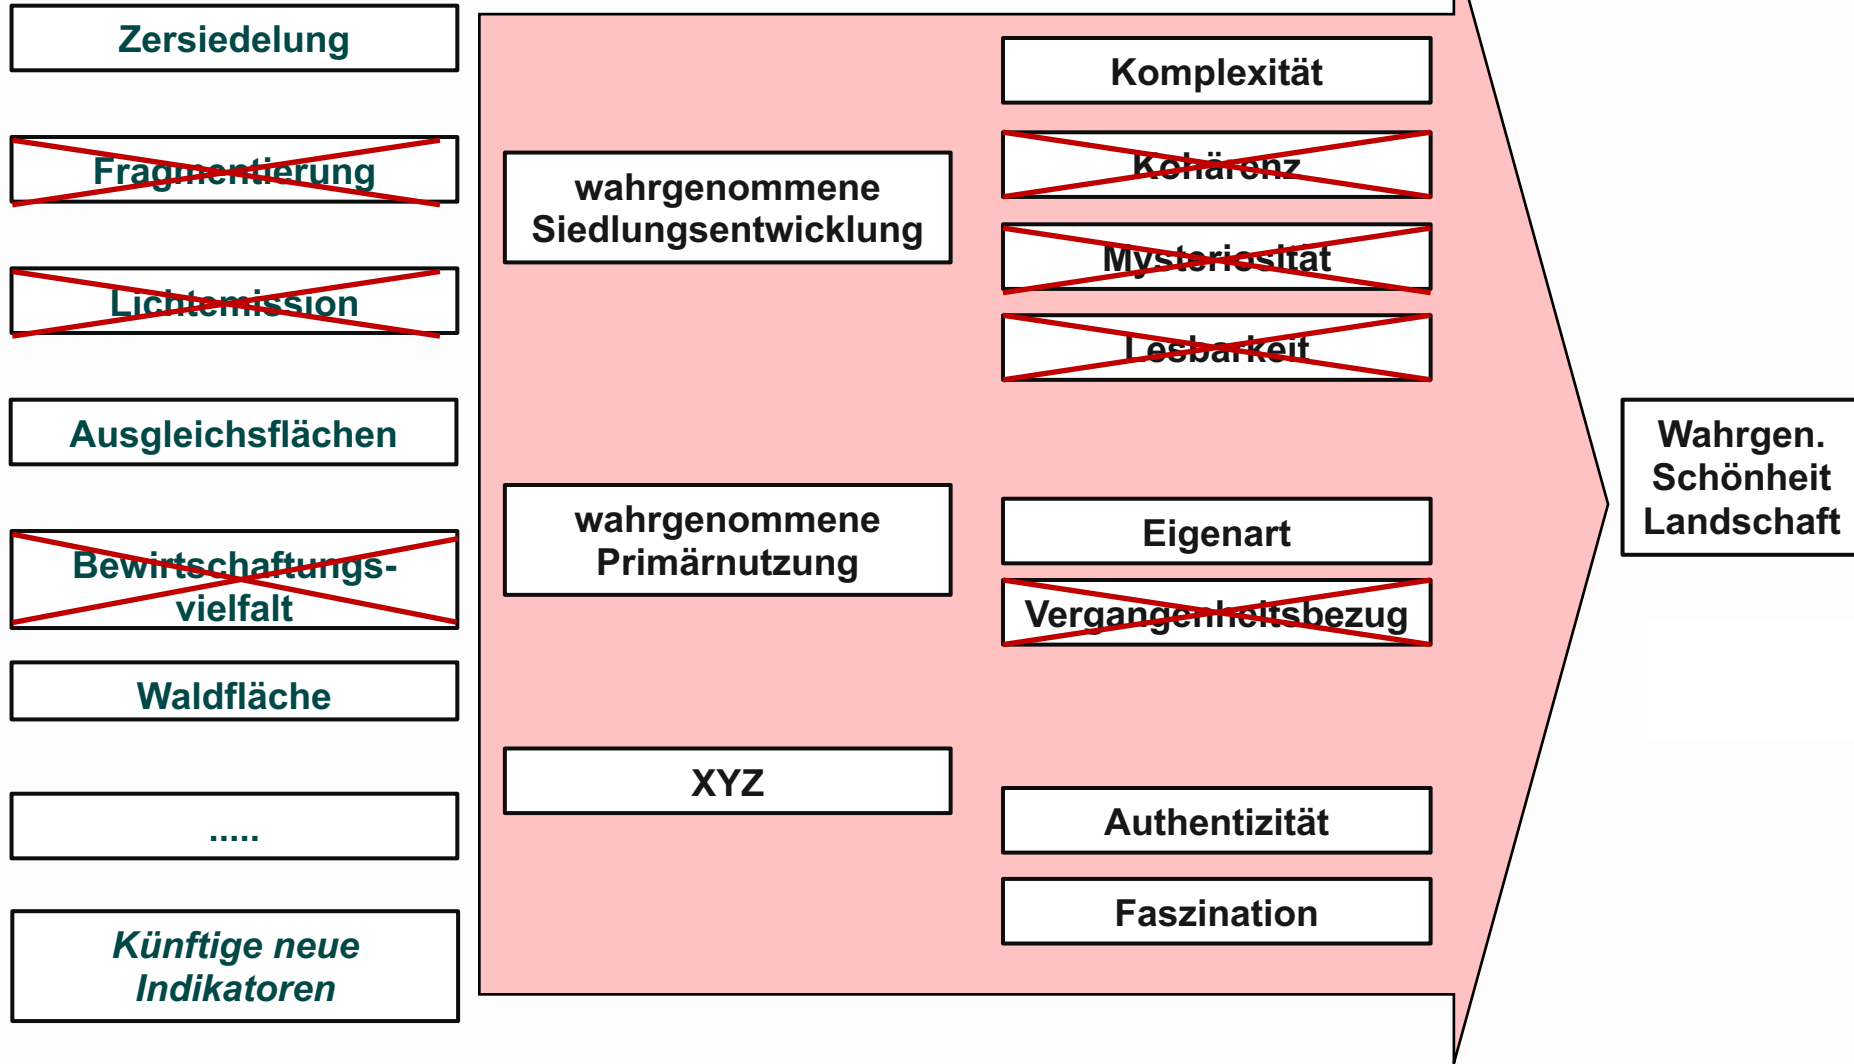 Zersiedelung
Fragmentierung
Lichtemission
Ausgleichsflächen
Bewirtschaftungs-
vielfalt
Waldfläche
.....
Künftige neue
Indikatoren
wahrgenommene
Siedlungsentwicklung
wahrgenommene
Primärnutzung
XYZ
Komplexität
Kohärenz
Mysteriosität
Lesbarkeit
Eigenart
Vergangenheitsbezug
Authentizität
Faszination
Wahrgen.
Schönheit
Landschaft